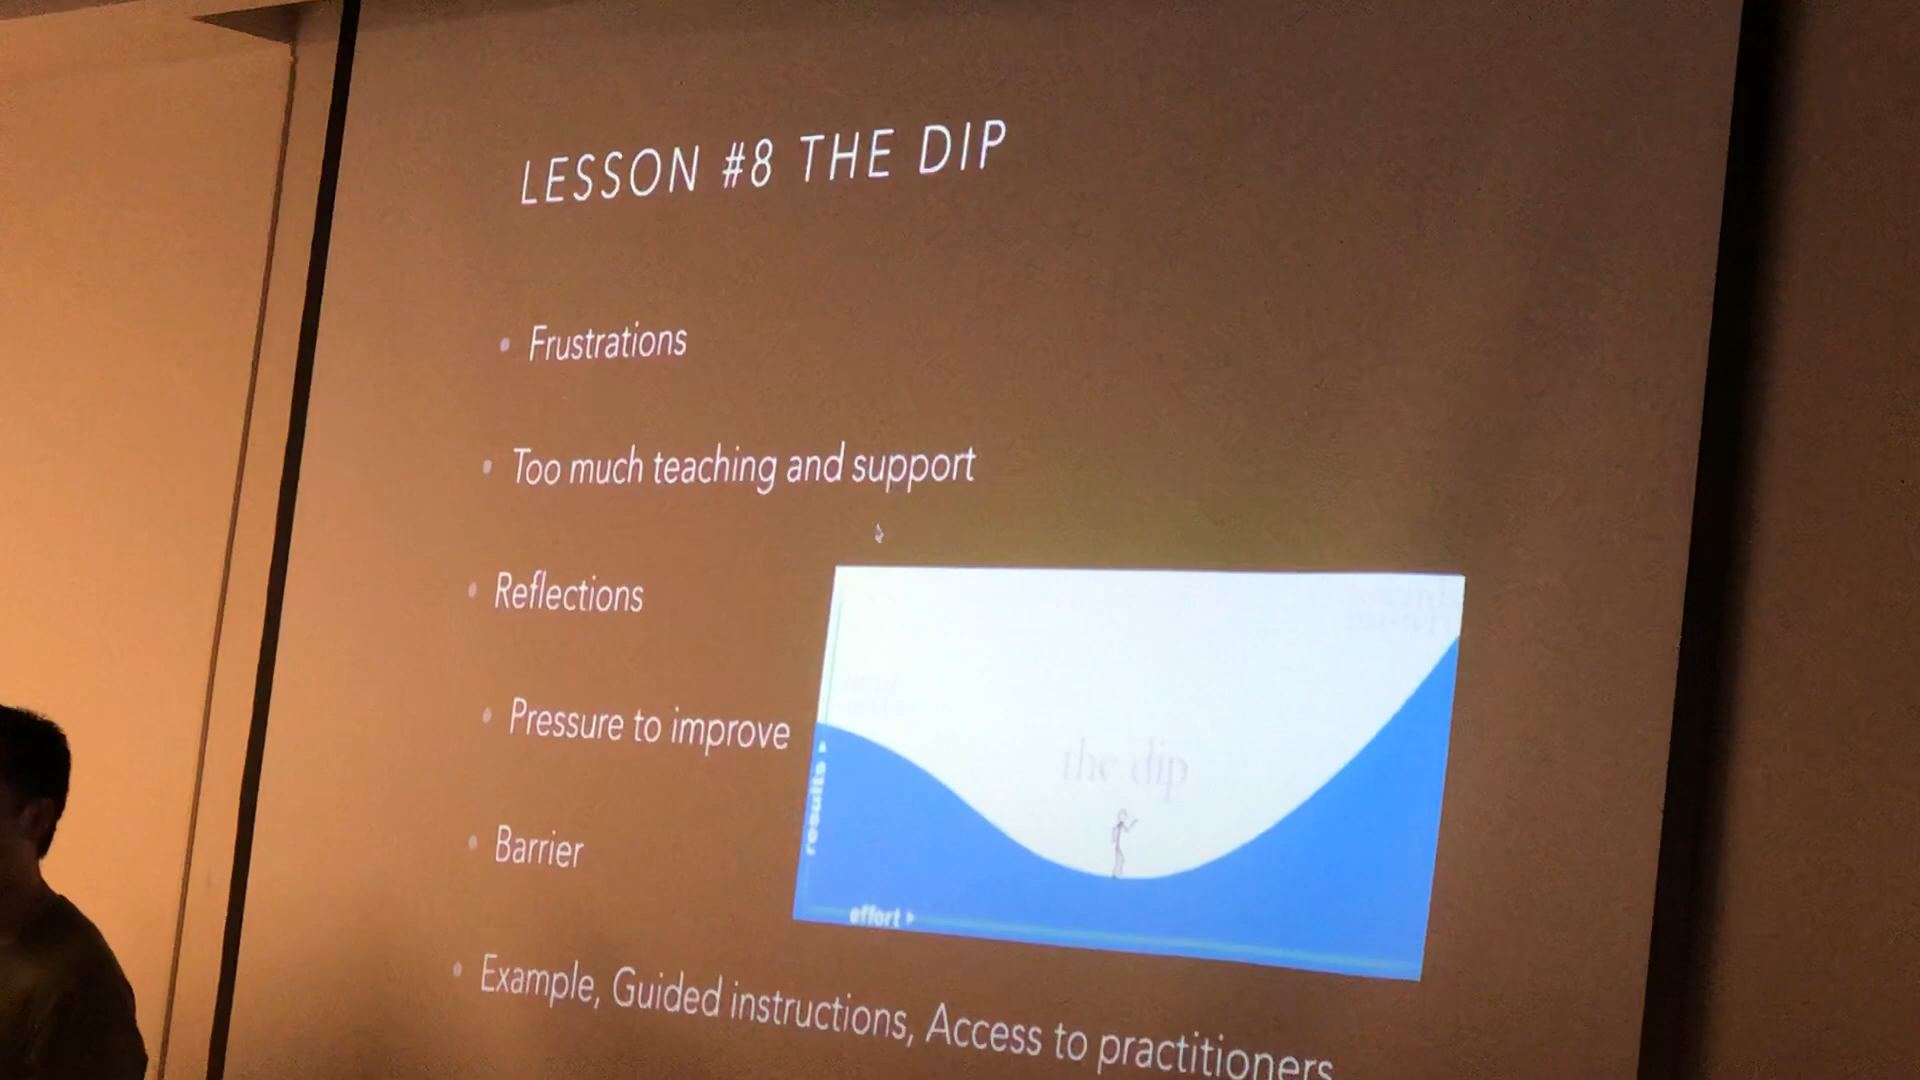 LESSON #8 THE DIP
• Frustrations
• Too much teaching and support
• Reflections
• Pressure to improve
• Barrier
• Example, Guided instructions, Access to practitioners
the dip
results
effort